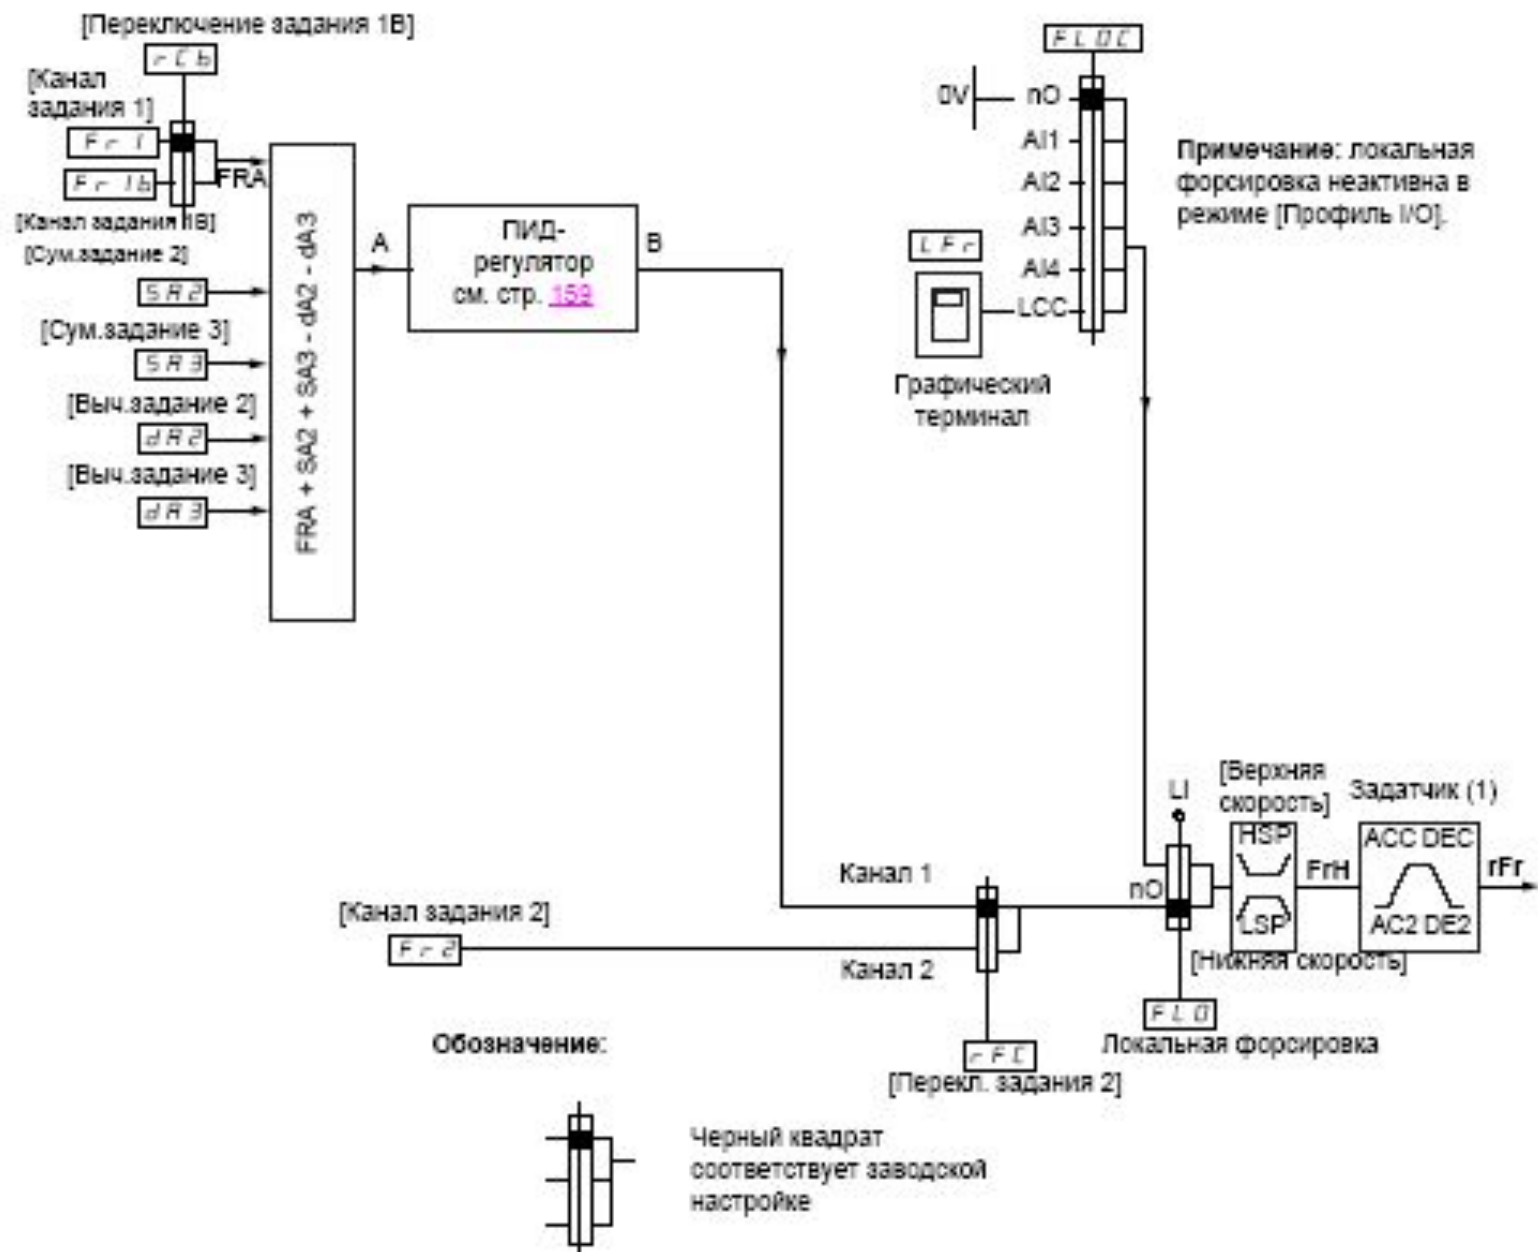 [Переключение задания 1В]
rCb
[Канал
задания 1]
Fr1
Fr1b
FRA
[Канал задания 1В]
[Сум.задание 2]
SA2
[Сум.задание 3]
SA3
[Выч.задание 2]
dA2
[Выч.задание 3]
dA3
FRA + SA2 + SA3 - dA2 - dA3
A
ПИД-
регулятор
см. стр. 159
B
FLOC
0V
nO
AI1
AI2
AI3
AI4
LCC
LFr
Графический
терминал
Примечание: локальная
форсировка неактивна в
режиме [Профиль I/O].
Канал 1
[Канал задания 2]
Fr2
Канал 2
rFC
[Перекл. задания 2]
LI
nO
FLO
Локальная форсировка
[Верхняя
скорость]
HSP
LSP
[Нижняя скорость]
FrH
Задатчик (1)
ACC DEC
AC2 DE2
rFr
Обозначение:
Черный квадрат
соответствует заводской
настройке